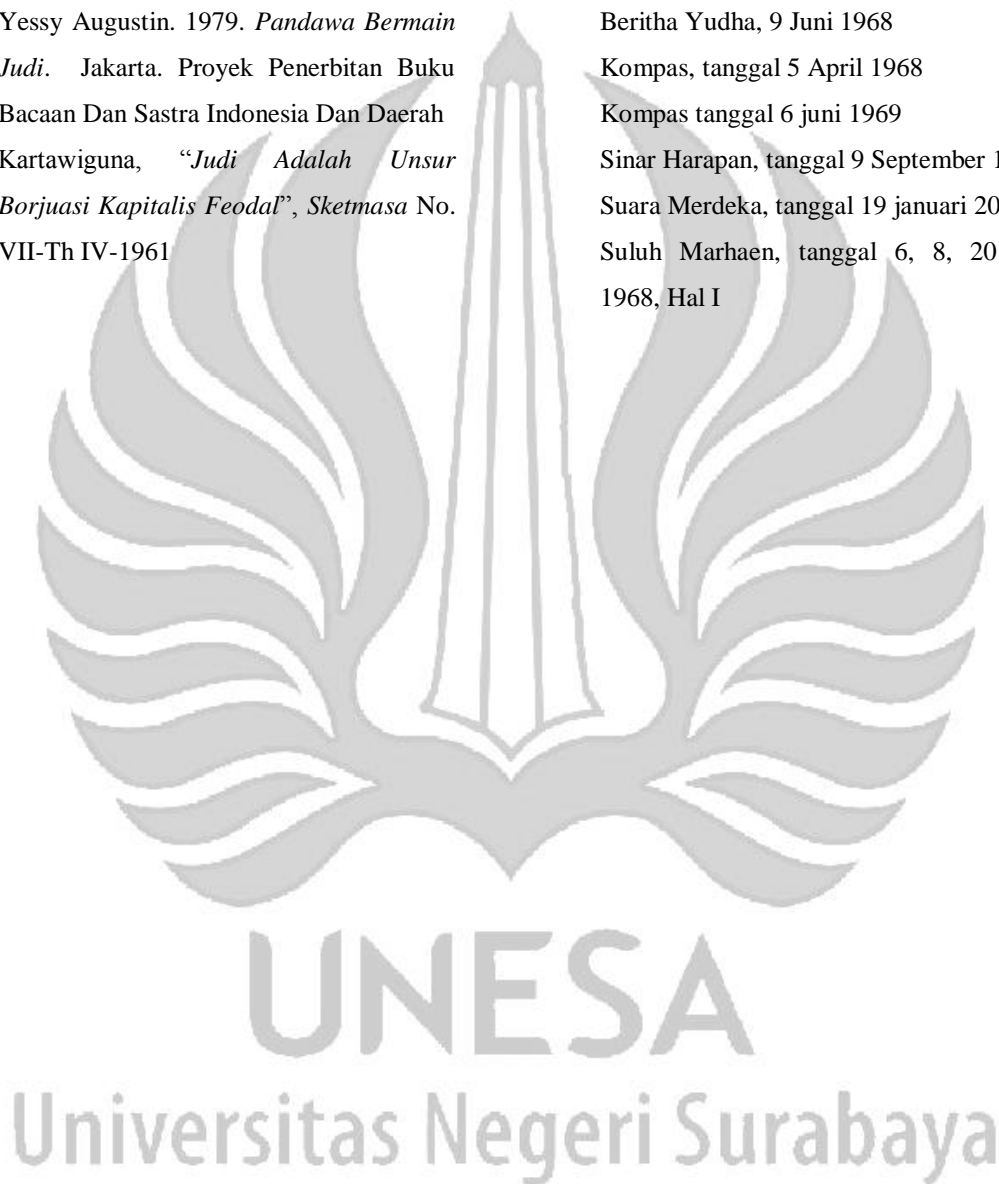 Yessy Augustin. 1979. Pandawa Bermain
Judi. Jakarta. Proyek Penerbitan Buku
Bacaan Dan Sastra Indonesia Dan Daerah
Kartawiguna, “Judi Adalah Unsur
Borjuasi Kapitalis Feodal”, Sketmasa No.
VII-Th IV-1961
Beritha Yudha, 9 Juni 1968
Kompas, tanggal 5 April 1968
Kompas tanggal 6 juni 1969
Sinar Harapan, tanggal 9 September
Suara Merdeka, tanggal 19 januari
Suluh Marhaen, tanggal 6, 8, 20
1968, Hal I
UNESA
Universitas Negeri Surabaya